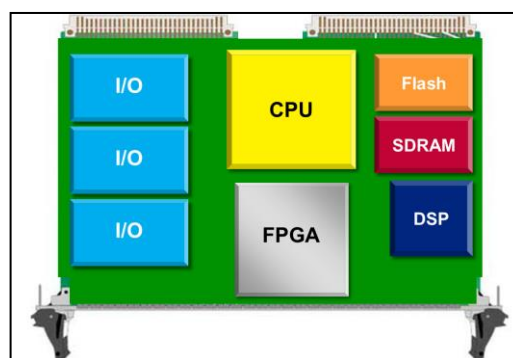 I/O
I/O
I/O
CPU
FPGA
Flash
SDRAM
DSP